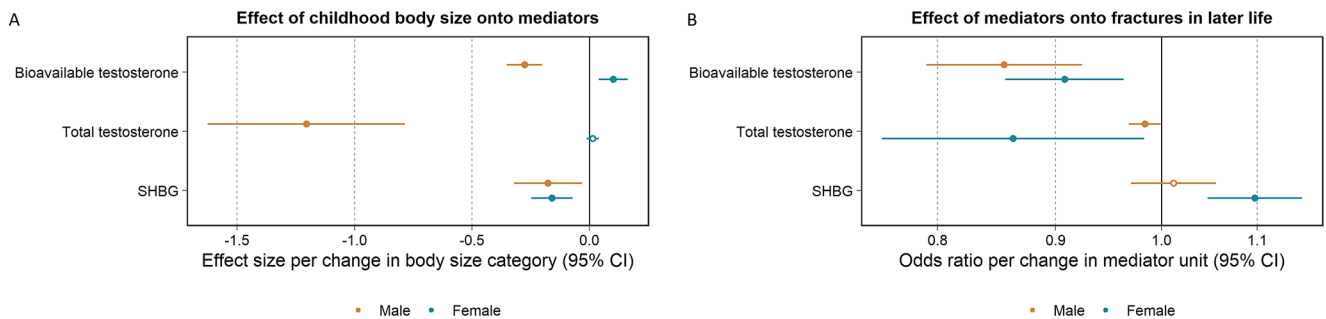 A
Effect of childhood body size onto mediators
Bioavailable testosterone
Total testosterone
SHBG
-1.5
-1.0
-0.5
0.0
Effect size per change in body size category (95% CI)
Male
Female
B
Effect of mediators onto fractures in later life
Bioavailable testosterone
Total testosterone
SHBG
0.8
0.9
1.0
1.1
Odds ratio per change in mediator unit (95% CI)
Male
Female